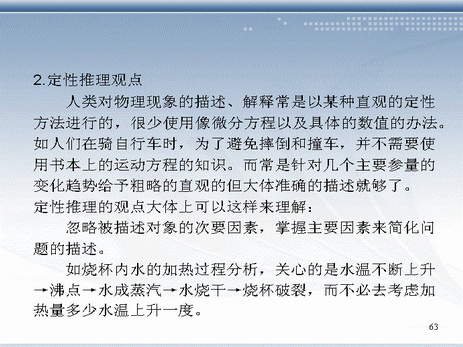 2.定性推理观点
人类对物理现象的描述、解释常是以某种直观的定性
方法进行的，很少使用像微分方程以及具体的数值的办法。
如人们在骑自行车时，为了避免摔倒和撞车，并不需要使
用书本上的运动方程的知识。而常是针对几个主要参量的
变化趋势给予粗略的直观的但大体准确的描述就够了。
定性推理的观点大体上可以这样来理解：
忽略被描述对象的次要因素，掌握主要因素来简化问
题的描述。
如烧杯内水的加热过程分析，关心的是水温不断上升
→沸点→水成蒸汽→水烧干→烧杯破裂，而不必去考虑加
热量多少水温上升一度。
63